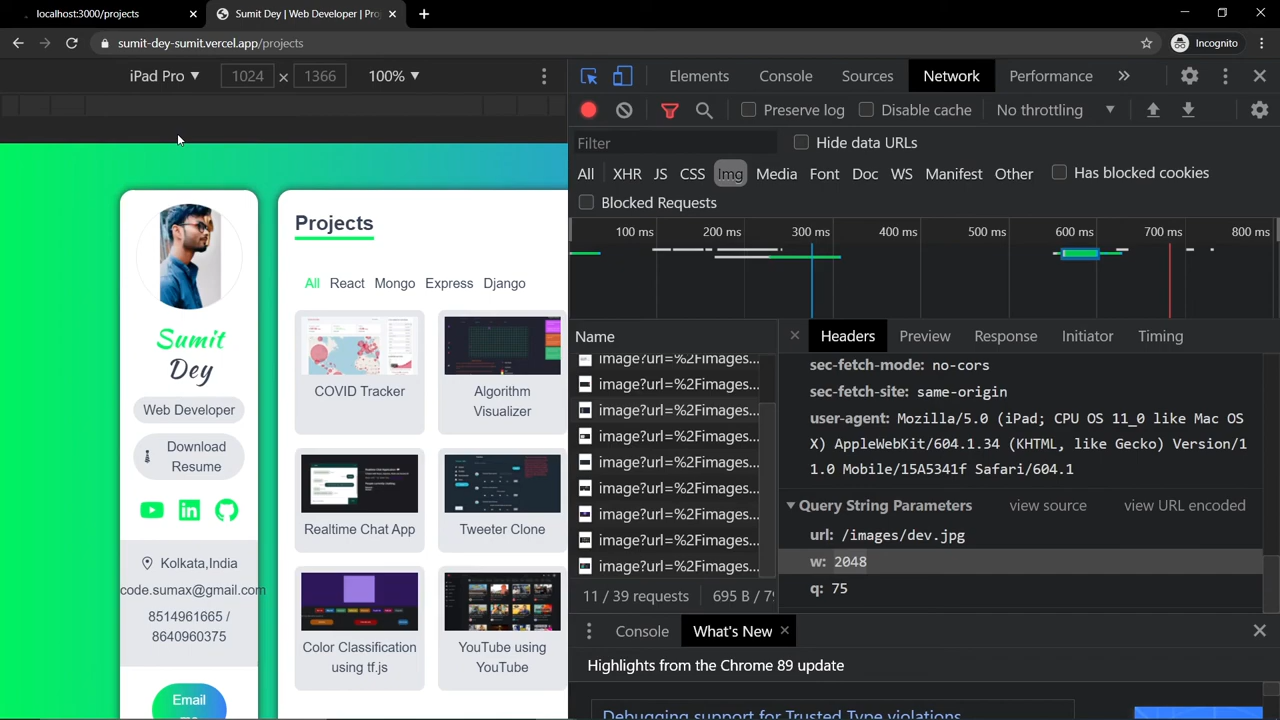 localhost:3000/projects
Sumit Dey | Web Developer | Pro
sumit-dey-sumit.vercel.app/projects
Incognito
iPad Pro
1024 × 1366
100%
Elements
Console
Sources
Network
Performance
Preserve log
Disable cache
No throttling
Filter
Hide data URLs
All
XHR
JS
CSS
Img
Media
Font
Doc
WS
Manifest
Other
Has blocked cookies
Blocked Requests
100 ms
200 ms
300 ms
400 ms
500 ms
600 ms
700 ms
800 ms
Name
image?url=%2Fimages...
image?url=%2Fimages...
image?url=%2Fimages...
image?url=%2Fimages...
image?url=%2Fimages...
image?url=%2Fimages...
image?url=%2Fimages...
image?url=%2Fimages...
image?url=%2Fimages...
11 / 39 requests
695 B / 79
Headers
Preview
Response
Initiator
Timing
sec-fetch-mode: no-cors
sec-fetch-site: same-origin
user-agent: Mozilla/5.0 (iPad; CPU OS 11_0 like Mac OS
X) AppleWebKit/604.1.34 (KHTML, like Gecko) Version/1
1.0 Mobile/15A5341f Safari/604.1
Query String Parameters
view source
view URL encoded
url: /images/dev.jpg
w: 2048
q: 75
Console
What's New
Highlights from the Chrome 89 update
Debugging support for Trusted Type violations
Sumit
Dey
Web Developer
Download
Resume
Kolkata,India
code.sumax@gmail.com
8514961665 /
8640960375
Email
me
Projects
All
React
Mongo
Express
Django
COVID Tracker
Algorithm
Visualizer
Realtime Chat App
Tweeter Clone
Color Classification
using tf.js
YouTube using
YouTube